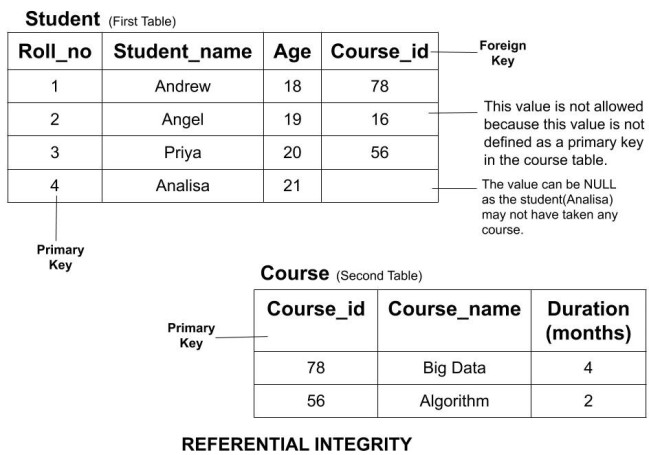 Student (First Table)
Roll_no Student_name Age Course_id
Foreign
Key
1 Andrew 18 78
2 Angel 19 16
3 Priya 20 56
4 Analisa 21
This value is not allowed
because this value is not
defined as a primary key
in the course table.
The value can be NULL
as the student(Analisa)
may not have taken any
course.
Primary
Key
Course (Second Table)
Course_id Course_name Duration
(months)
Primary
Key
78 Big Data 4
56 Algorithm 2
REFERENTIAL INTEGRITY